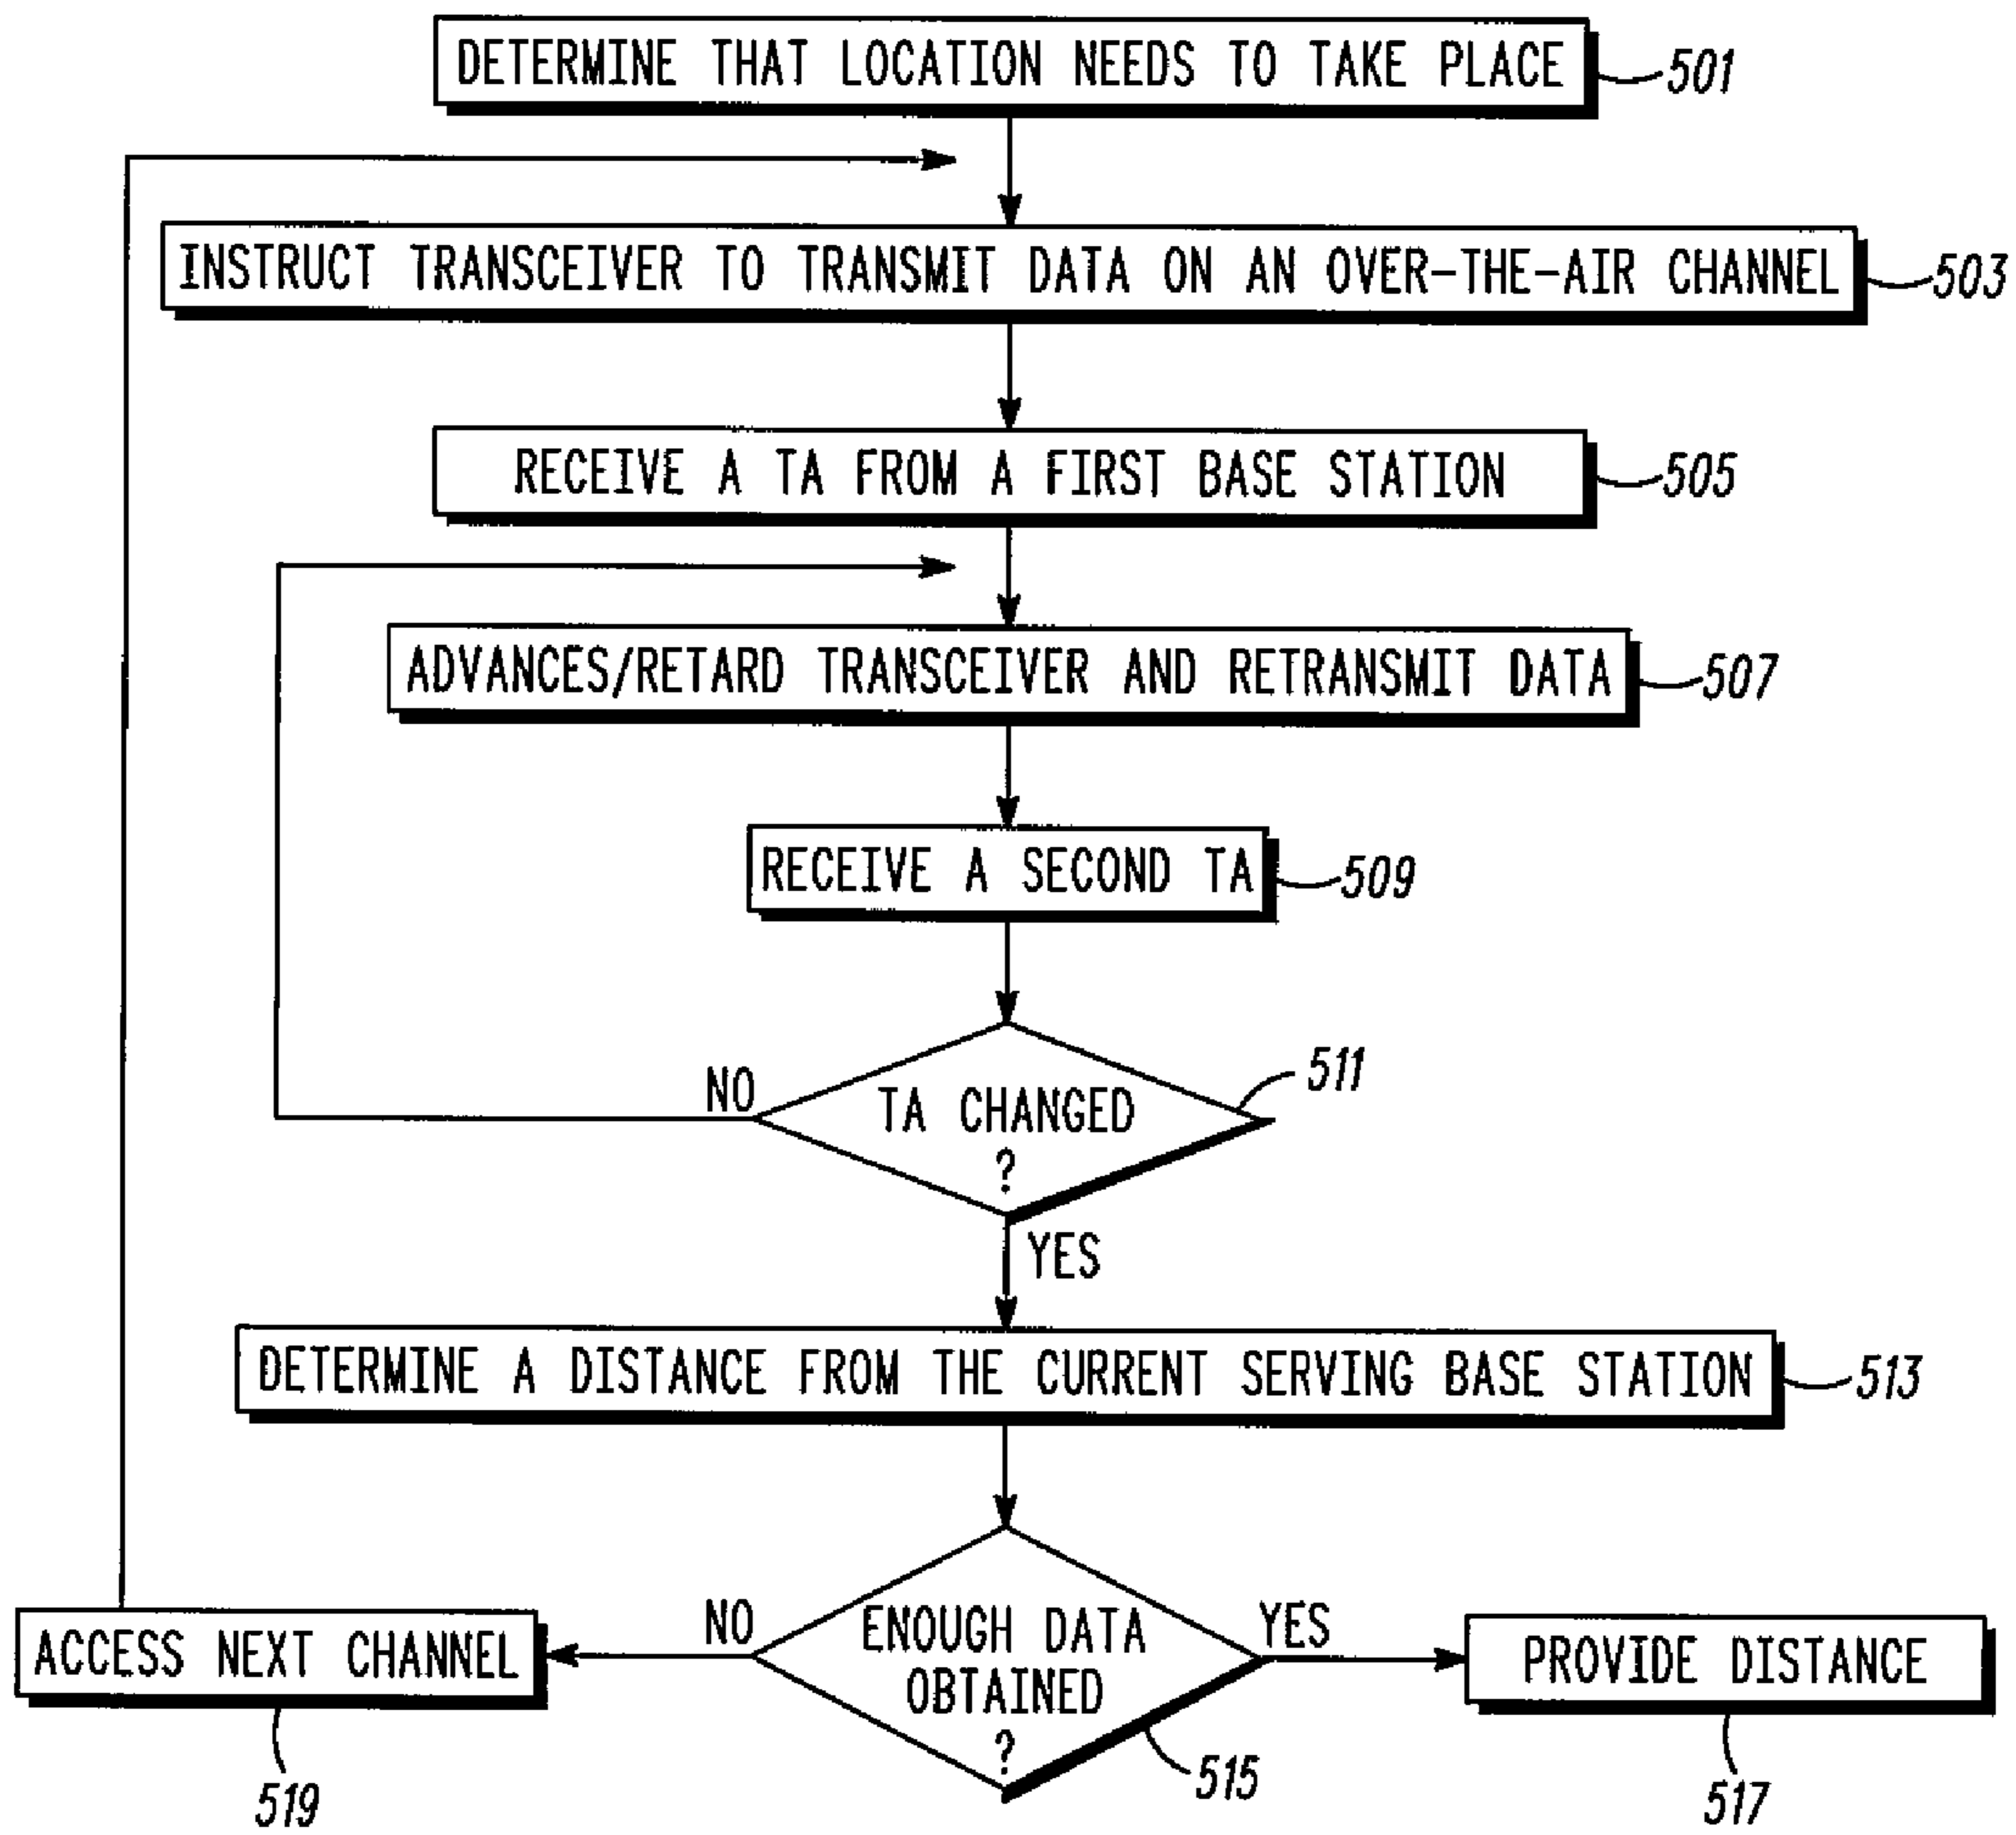 DETERMINE THAT LOCATION NEEDS TO TAKE PLACE
501
INSTRUCT TRANSCEIVER TO TRANSMIT DATA ON AN OVER-THE-AIR CHANNEL
503
RECEIVE A TA FROM A FIRST BASE STATION
505
ADVANCES/RETARD TRANSCEIVER AND RETRANSMIT DATA
507
RECEIVE A SECOND TA
509
NO
TA CHANGED
?
511
YES
DETERMINE A DISTANCE FROM THE CURRENT SERVING BASE STATION
513
ACCESS NEXT CHANNEL
519
NO
ENOUGH DATA
OBTAINED
?
515
YES
PROVIDE DISTANCE
517